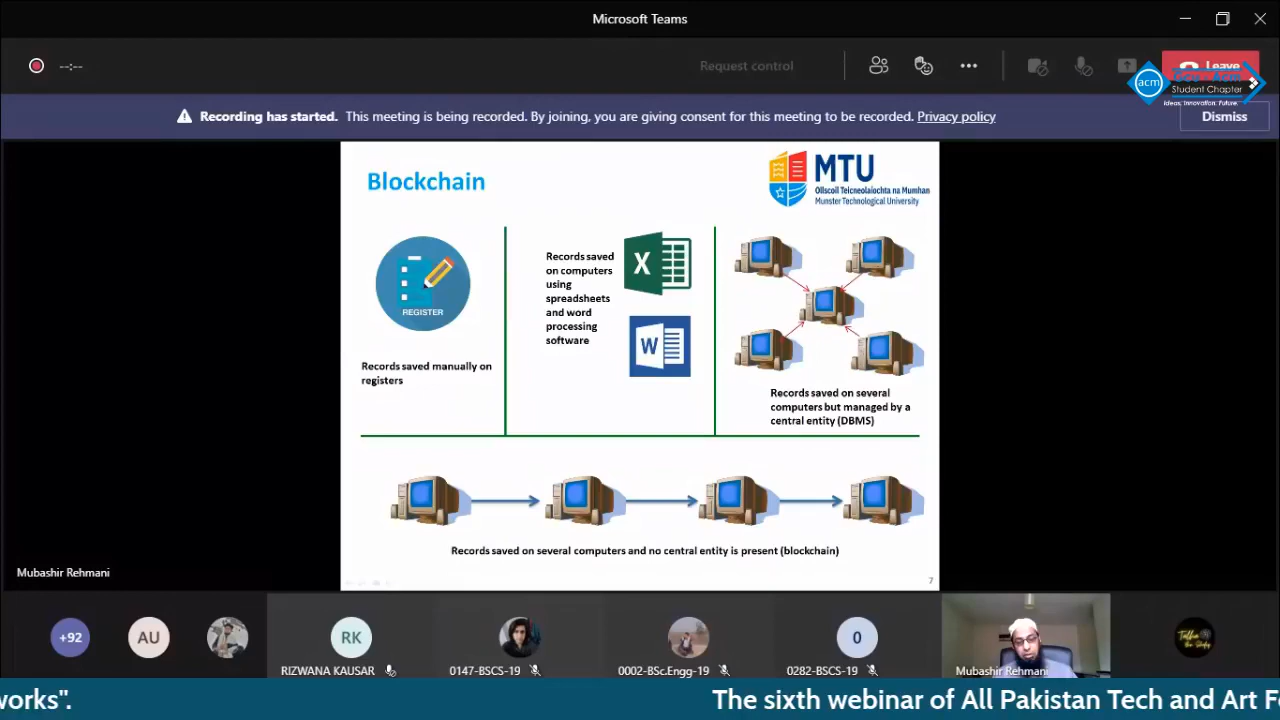 Microsoft Teams
--:--
Request control
Leave
acm
Student Chapter
Ideas. Innovation. Future.
Recording has started. This meeting is being recorded. By joining, you are giving consent for this meeting to be recorded. Privacy policy
Dismiss
Blockchain
MTU
Ollscoil Teicneolaíochta na Mumhan
Munster Technological University
REGISTER
Records saved manually on
registers
Records saved
on computers
using
spreadsheets
and word
processing
software
X
W
Records saved on several
computers but managed by a
central entity (DBMS)
Records saved on several computers and no central entity is present (blockchain)
7
Mubashir Rehmani
+92
AU
RK
0
RIZWANA KAUSAR
0147-BSCS-19
0002-BSc.Engg-19
0282-BSCS-19
Mubashir Rehmani
works". The sixth webinar of All Pakistan Tech and Art Fe